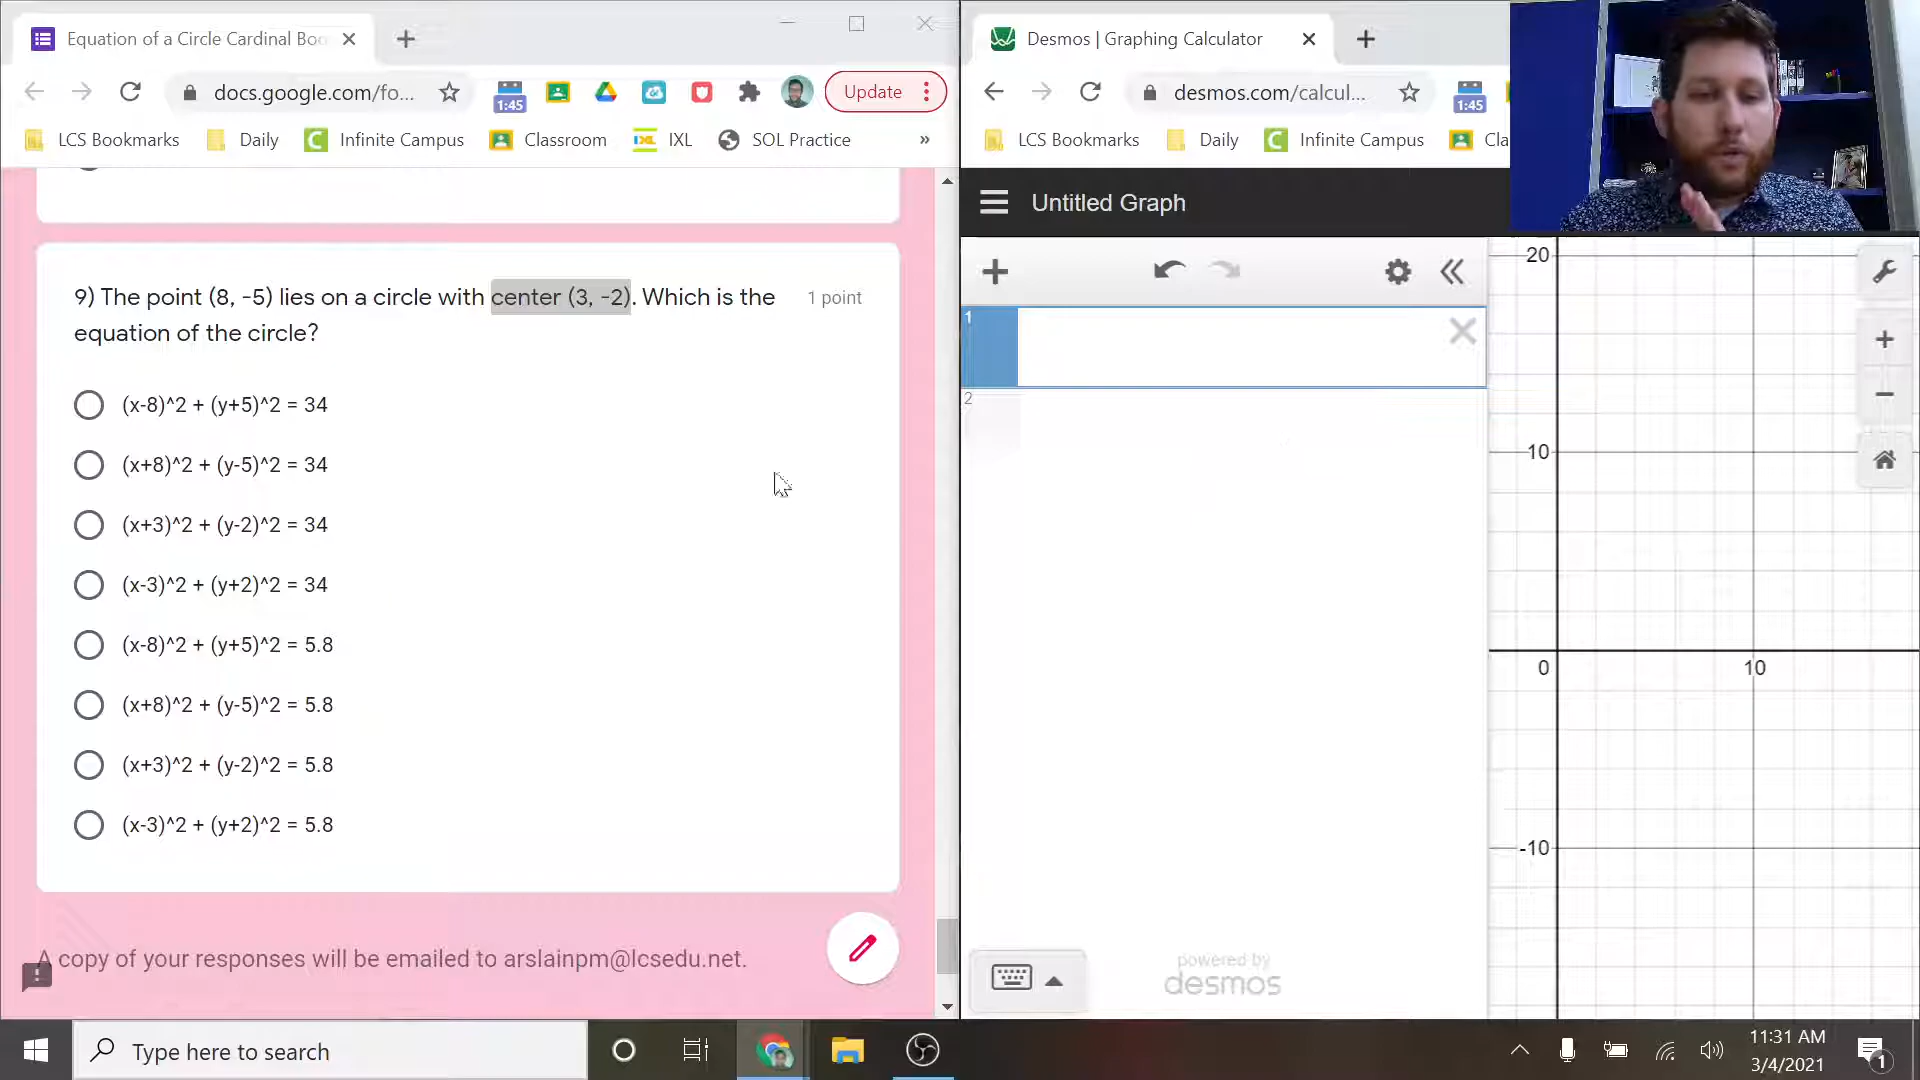 Equation of a Circle Cardinal Boo
Desmos | Graphing Calculator
docs.google.com/fo...
1:45
Update
desmos.com/calcul...
1:45
LCS Bookmarks
Daily
Infinite Campus
Classroom
IXL
SOL Practice
»
LCS Bookmarks
Daily
Infinite Campus
Cla
Untitled Graph
9) The point (8, -5) lies on a circle with center (3, -2). Which is the
equation of the circle?
1 point
(x-8)^2 + (y+5)^2 = 34
(x+8)^2 + (y-5)^2 = 34
(x+3)^2 + (y-2)^2 = 34
(x-3)^2 + (y+2)^2 = 34
(x-8)^2 + (y+5)^2 = 5.8
(x+8)^2 + (y-5)^2 = 5.8
(x+3)^2 + (y-2)^2 = 5.8
(x-3)^2 + (y+2)^2 = 5.8
A copy of your responses will be emailed to arslainpm@lcsedu.net.
1
2
20
10
0
10
-10
powered by
desmos
Type here to search
11:31 AM
3/4/2021
1